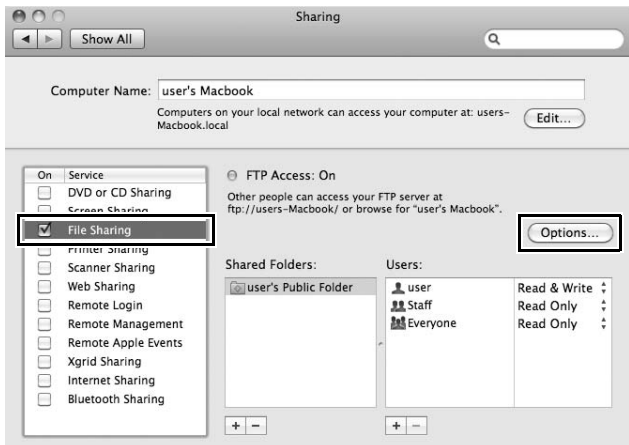 Sharing
Show All
Computer Name: user's Macbook
Computers on your local network can access your computer at: users-
Macbook.local
Edit...
On Service
DVD or CD Sharing
Screen Sharing
File Sharing
Printer Sharing
Scanner Sharing
Web Sharing
Remote Login
Remote Management
Remote Apple Events
Xgrid Sharing
Internet Sharing
Bluetooth Sharing
FTP Access: On
Other people can access your FTP server at
ftp://users-Macbook/ or browse for "user's Macbook".
Options...
Shared Folders:
user's Public Folder
Users:
user Read & Write
Staff Read Only
Everyone Read Only